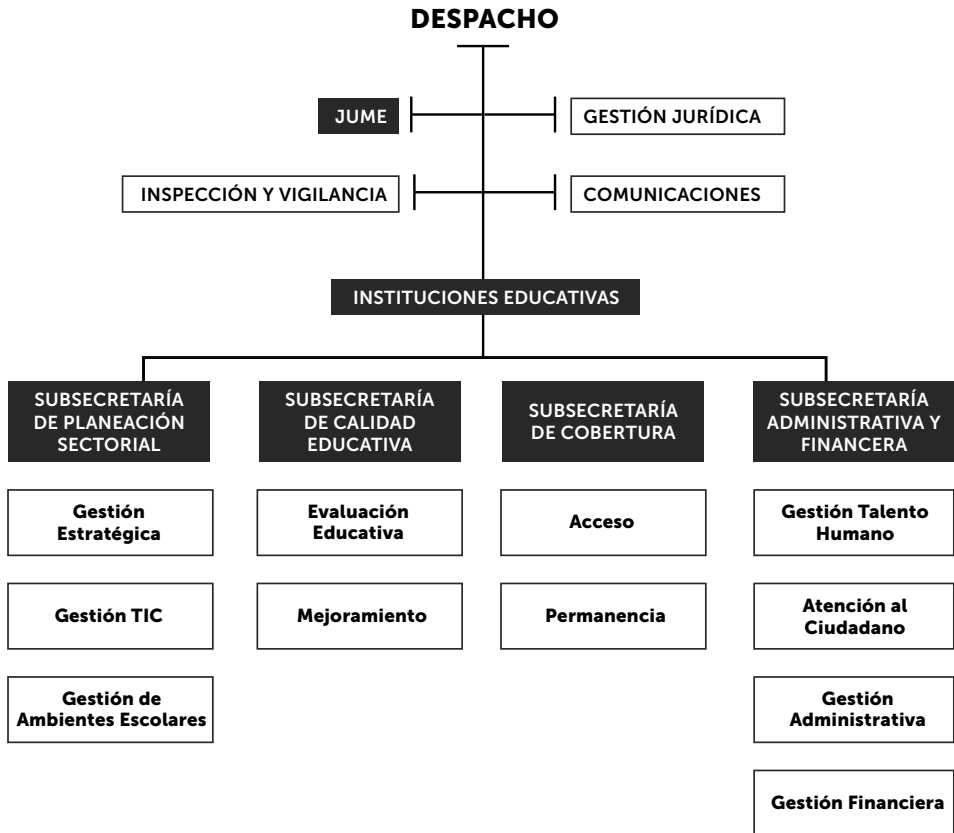 DESPACHO
JUME
GESTIÓN JURÍDICA
INSPECCIÓN Y VIGILANCIA
COMUNICACIONES
INSTITUCIONES EDUCATIVAS
SUBSECRETARÍA
DE PLANEACIÓN
SECTORIAL
SUBSECRETARÍA
DE CALIDAD
EDUCATIVA
SUBSECRETARÍA
DE COBERTURA
SUBSECRETARÍA
ADMINISTRATIVA Y
FINANCERA
Gestión
Estratégica
Evaluación
Educativa
Acceso
Gestión Talento
Humano
Gestión TIC
Mejoramiento
Permanencia
Atención al
Ciudadano
Gestión de
Ambientes Escolares
Gestión
Administrativa
Gestión Financiera